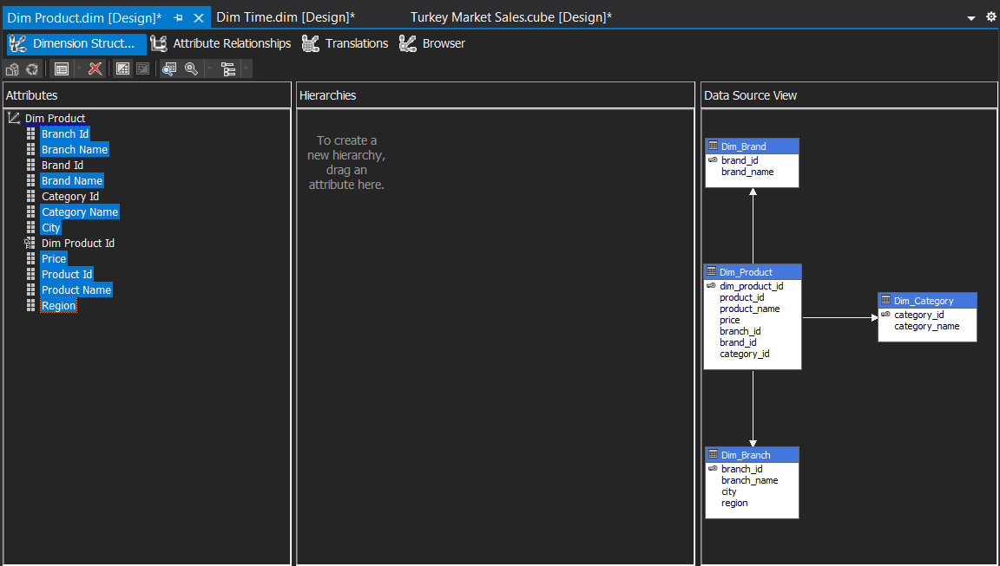 Dim Product.dim [Design]* Dim Time.dim [Design]* Turkey Market Sales.cube [Design]*
Dimension Struct... Attribute Relationships Translations Browser
Attributes
Dim Product
Branch Id
Branch Name
Brand Id
Brand Name
Category Id
Category Name
City
Dim Product Id
Price
Product Id
Product Name
Region
Hierarchies
To create a
new hierarchy,
drag an
attribute here.
Data Source View
Dim_Brand
brand_id
brand_name
Dim_Product
dim_product_id
product_id
product_name
price
branch_id
brand_id
category_id
Dim_Category
category_id
category_name
Dim_Branch
branch_id
branch_name
city
region